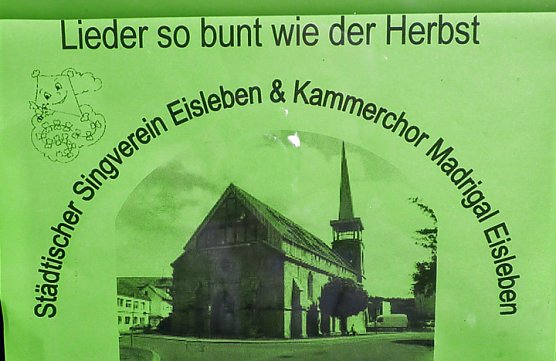 Lieder so bunt wie der Herbst
Städtischer Singverein Eisleben & Kammerchor Madrigal Eisleben